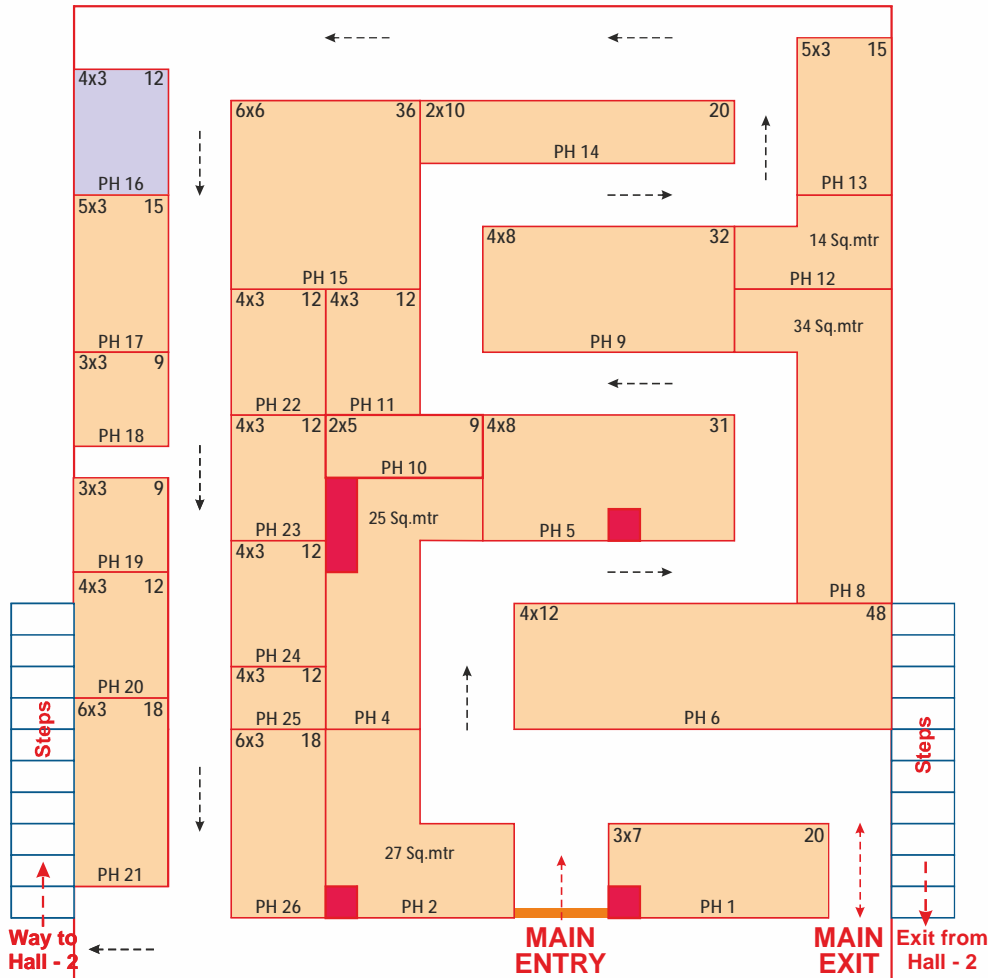 5x3 15
4x3 12
PH 16
6x6 36
2x10 20
PH 14
PH 13
5x3 15
14 Sq.mtr
4x8 32
PH 15
PH 12
4x3 12
4x3 12
34 Sq.mtr
PH 17
PH 9
3x3 9
PH 22
PH 11
4x3 12
2x5 9
4x8 31
PH 18
PH 10
3x3 9
25 Sq.mtr
PH 23
PH 5
4x3 12
PH 19
4x3 12
PH 8
4x12 48
PH 24
4x3 12
PH 20
6x3 18
PH 25
PH 4
PH 6
6x3 18
Steps
Steps
3x7 20
27 Sq.mtr
PH 21
PH 26
PH 2
PH 1
Way to
Hall - 2
MAIN
ENTRY
MAIN
EXIT
Exit from
Hall - 2